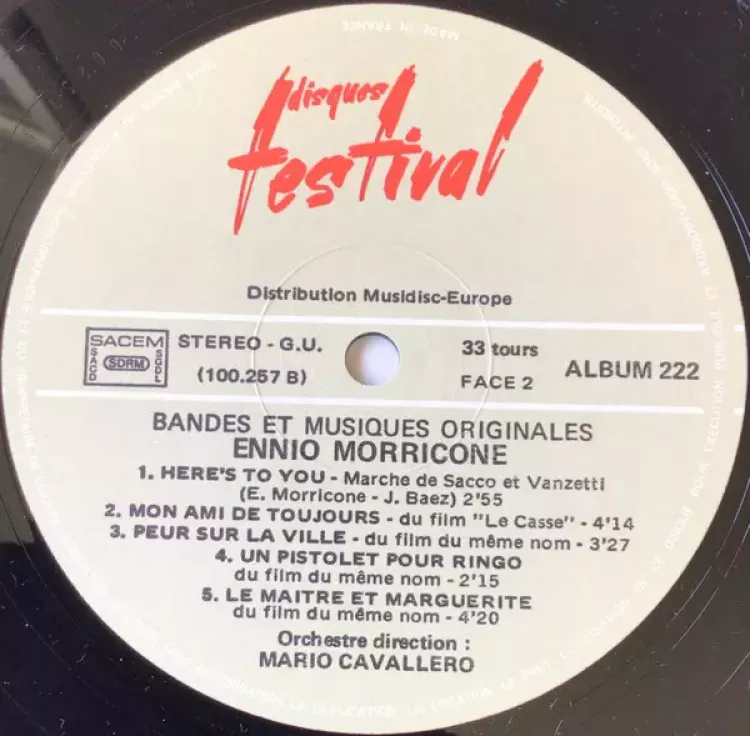 MADE IN FRANCE
disques
festival
Distribution Musidisc-Europe
SACEM
SACD
SDRM
SGDL
STEREO - G.U.
(100.257 B)
33 tours
FACE 2
ALBUM 222
BANDES ET MUSIQUES ORIGINALES
ENNIO MORRICONE
1. HERE'S TO YOU - Marche de Sacco et Vanzetti
(E. Morricone - J. Baez) 2'55
2. MON AMI DE TOUJOURS - du film "Le Casse" - 4'14
3. PEUR SUR LA VILLE - du film du même nom - 3'27
4. UN PISTOLET POUR RINGO
du film du même nom - 2'15
5. LE MAITRE ET MARGUERITE
du film du même nom - 4'20
Orchestre direction :
MARIO CAVALLERO